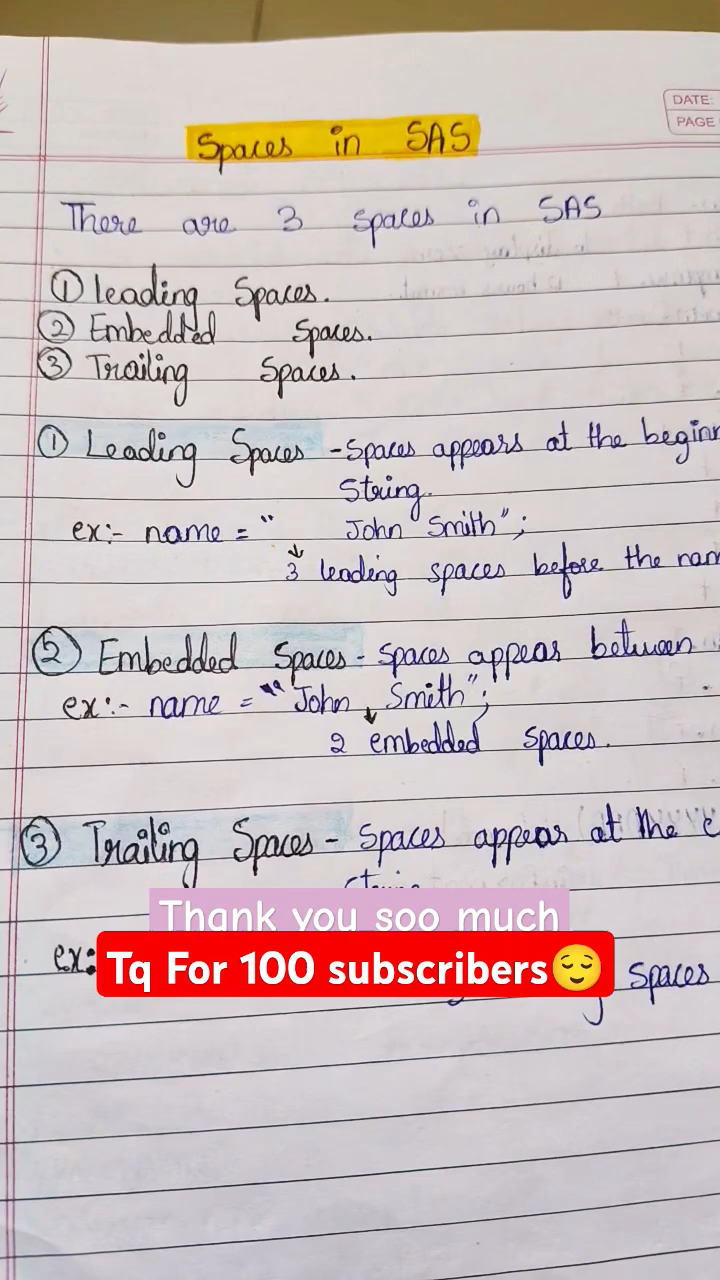 DATE:
PAGE
Spaces in SAS
There are 3 spaces in SAS
① Leading Spaces.
② Embedded Spaces.
③ Trailing Spaces.
① Leading Spaces - Spaces appears at the
String.
ex:- name = " John Smith";
3 leading spaces before the
② Embedded Spaces - Spaces appear between
ex:- name = "John Smith";
2 embedded spaces.
③ Trailing Spaces - Spaces appear at the
Thank you soo much
ex:
Tq For 100 subscribers😌
spaces